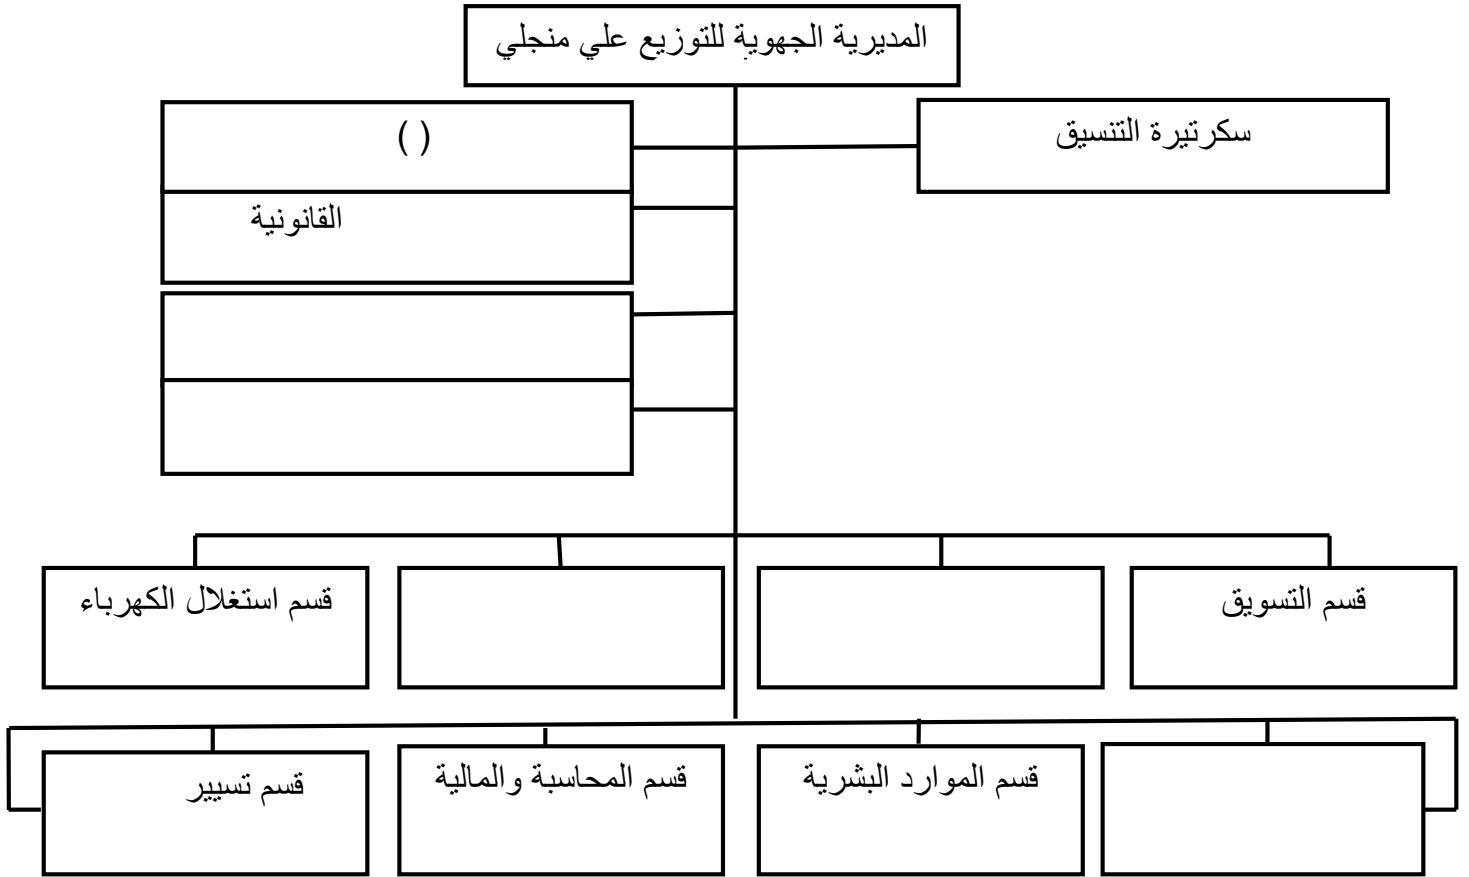 المديرية الجهوية للتوزيع علي منجلي
سكرتيرة التنسيق
( )
القانونية
قسم التسويق
قسم استغلال الكهرباء
قسم الموارد البشرية
قسم المحاسبة والمالية
قسم تسيير